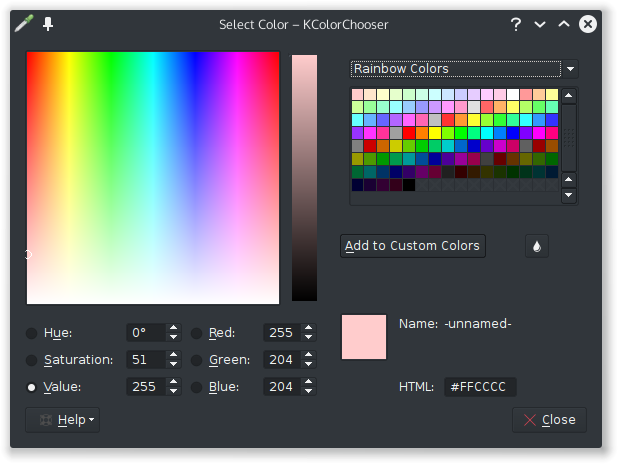 Select Color – KColorChooser
Rainbow Colors
Add to Custom Colors
Hue: 0° Red: 255
Saturation: 51 Green: 204
Value: 255 Blue: 204
Name: -unnamed-
HTML: #FFCCCC
Help
Close